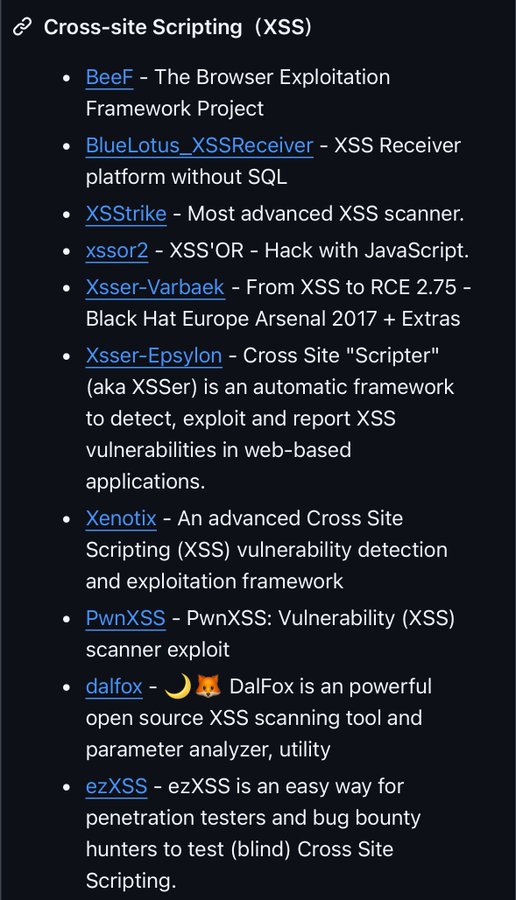 Cross-site Scripting (XSS)
• BeeF - The Browser Exploitation
Framework Project
• BlueLotus_XSSReceiver - XSS Receiver
platform without SQL
• XSStrike - Most advanced XSS scanner.
• xssor2 - XSS'OR - Hack with JavaScript.
• Xsser-Varbaek - From XSS to RCE 2.75 -
Black Hat Europe Arsenal 2017 + Extras
• Xsser-Epsylon - Cross Site "Scripter"
(aka XSSer) is an automatic framework
to detect, exploit and report XSS
vulnerabilities in web-based
applications.
• Xenotix - An advanced Cross Site
Scripting (XSS) vulnerability detection
and exploitation framework
• PwnXSS - PwnXSS: Vulnerability (XSS)
scanner exploit
• dalfox - 🌙🦊 DalFox is an powerful
open source XSS scanning tool and
parameter analyzer, utility
• ezXSS - ezXSS is an easy way for
penetration testers and bug bounty
hunters to test (blind) Cross Site
Scripting.